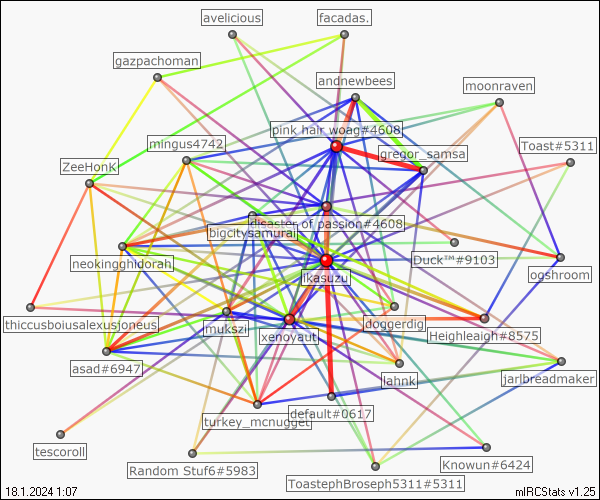 avelicious
facadas.
gazpachoman
andnewbees
moonraven
pink hair woag#4608
mingus4742
gregor_samsa
Toast#5311
ZeeHonk
disaster of passion#4608
bigcitysamurai
neokingghidorah
Duck™#9103
ogshroom
ikasuzu
thiccusboiusalexusjoneus
mukszi
xenovaut
doggerdig
Heighleaigh#8575
asad#6947
lahnk
jarlbreadmaker
turkey_mcnugget
default#0617
tescoroll
Random Stuf6#5983
ToastephBroseph5311#5311
Knowun#6424
18.1.2024 1:07
mIRCStats v1.25